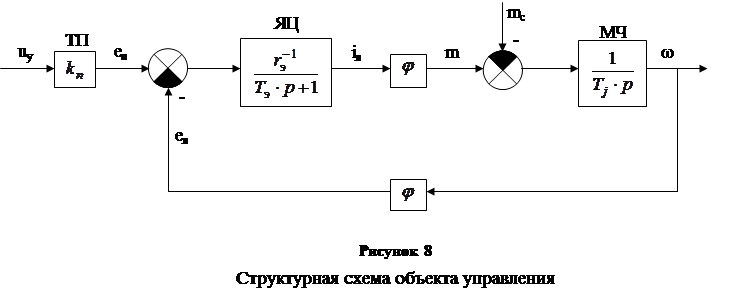 ТП
u_y
k_п
e_п
-
e_я
ЯЦ
r_э^{-1}
T_э · p + 1
i_я
φ
m
m_c
-
МЧ
1
T_j · p
ω
φ
Рисунок 8
Структурная схема объекта управления